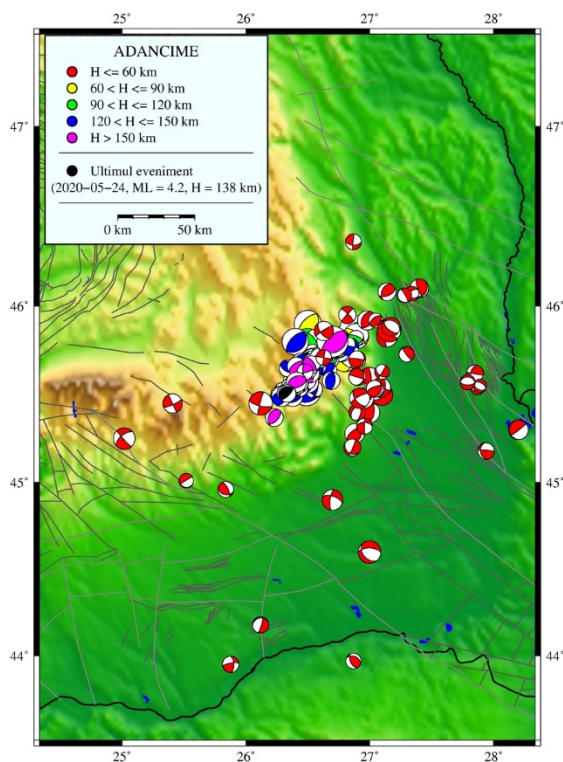 25° 26° 27° 28°
ADANCIME
H <= 60 km
60 < H <= 90 km
90 < H <= 120 km
120 < H <= 150 km
H > 150 km
Ultimul eveniment
(2020-05-24, ML = 4.2, H = 138 km)
0 km 50 km
47° 47°
46° 46°
45° 45°
44° 44°
25° 26° 27° 28°